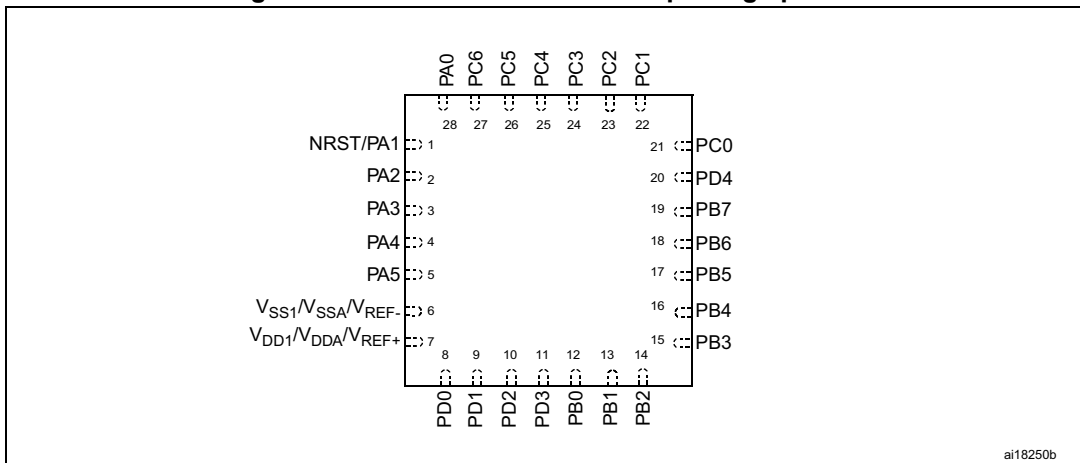 PA0 PC6 PC5 PC4 PC3 PC2 PC1
28 27 26 25 24 23 22
NRST/PA1 1 21 PC0
PA2 2 20 PD4
PA3 3 19 PB7
PA4 4 18 PB6
PA5 5 17 PB5
VSS1/VSSA/VREF- 6 16 PB4
VDD1/VDDA/VREF+ 7 15 PB3
8 9 10 11 12 13 14
PD0 PD1 PD2 PD3 PB0 PB1 PB2
ai18250b